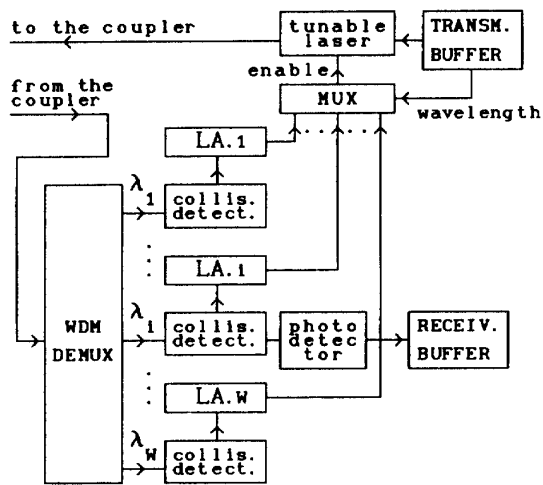 to the coupler
tunable
laser
TRANSM.
BUFFER
enable
from the
coupler
MUX
wavelength
LA.1
λ1
collis.
detect.
LA.i
λi
collis.
detect.
photo
detec
tor
RECEIV.
BUFFER
WDM
DEMUX
LA.W
λW
collis.
detect.